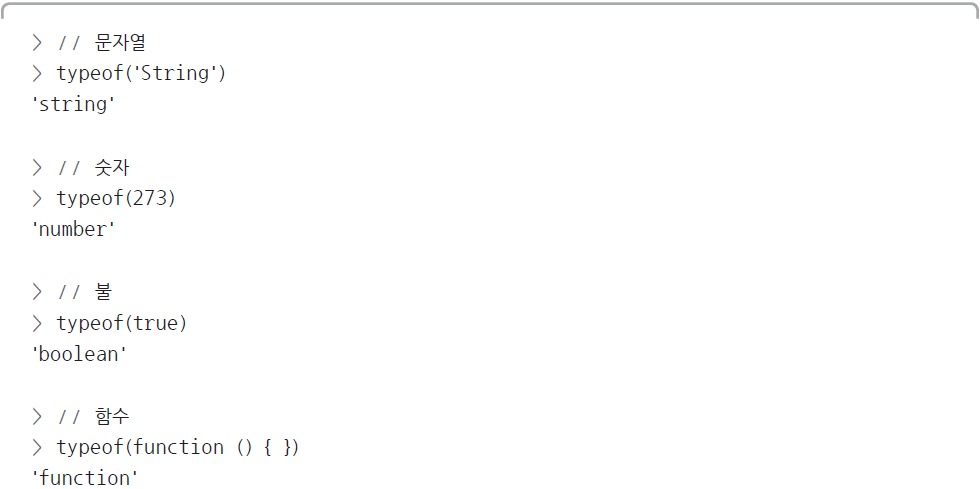 > // 문자열
> typeof('String')
'string'
> // 숫자
> typeof(273)
'number'
> // 불
> typeof(true)
'boolean'
> // 함수
> typeof(function () { })
'function'